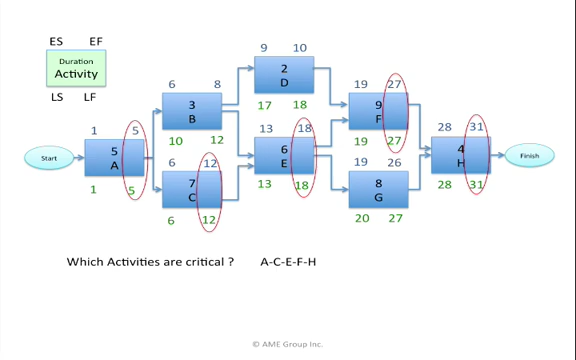 ES EF
Duration
Activity
LS LF
Start
1 5
5
A
1 5
6 8
3
B
10 12
6 12
7
C
6 12
9 10
2
D
17 18
13 18
6
E
13 18
19 27
9
F
19 27
19 26
8
G
20 27
28 31
4
H
28 31
Finish
Which Activities are critical ? A-C-E-F-H
© AME Group Inc.